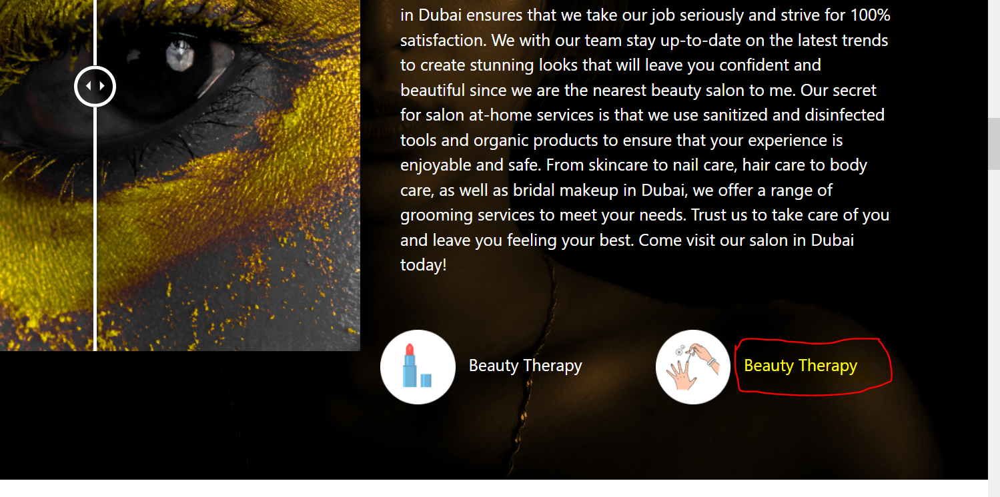 in Dubai ensures that we take our job seriously and strive for 100%
satisfaction. We with our team stay up-to-date on the latest trends
to create stunning looks that will leave you confident and
beautiful since we are the nearest beauty salon to me. Our secret
for salon at-home services is that we use sanitized and disinfected
tools and organic products to ensure that your experience is
enjoyable and safe. From skincare to nail care, hair care to body
care, as well as bridal makeup in Dubai, we offer a range of
grooming services to meet your needs. Trust us to take care of you
and leave you feeling your best. Come visit our salon in Dubai
today!
Beauty Therapy
Beauty Therapy